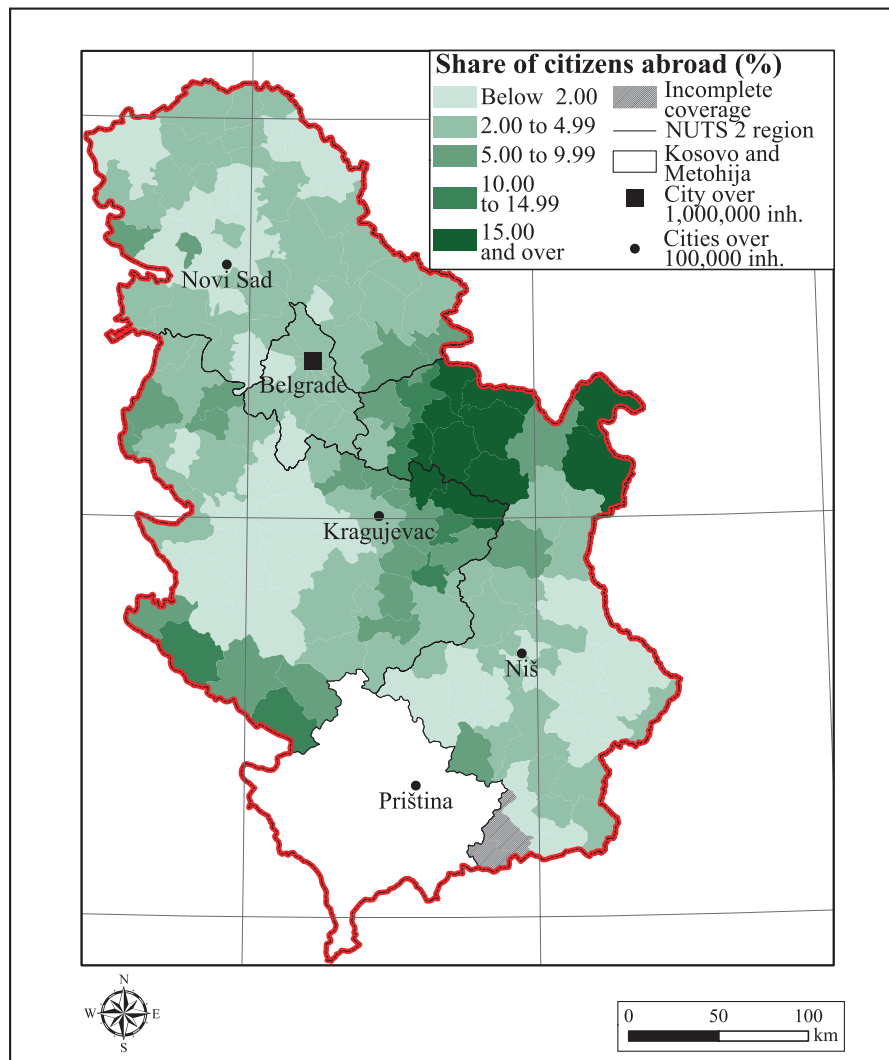 Share of citizens abroad (%)
Below 2.00
2.00 to 4.99
5.00 to 9.99
10.00
to 14.99
15.00
and over
Incomplete
coverage
NUTS 2 region
Kosovo and
Metohija
City over
1,000,000 inh.
Cities over
100,000 inh.
Novi Sad
Belgrade
Kragujevac
Niš
Priština
N
W E
S
0 50 100
km